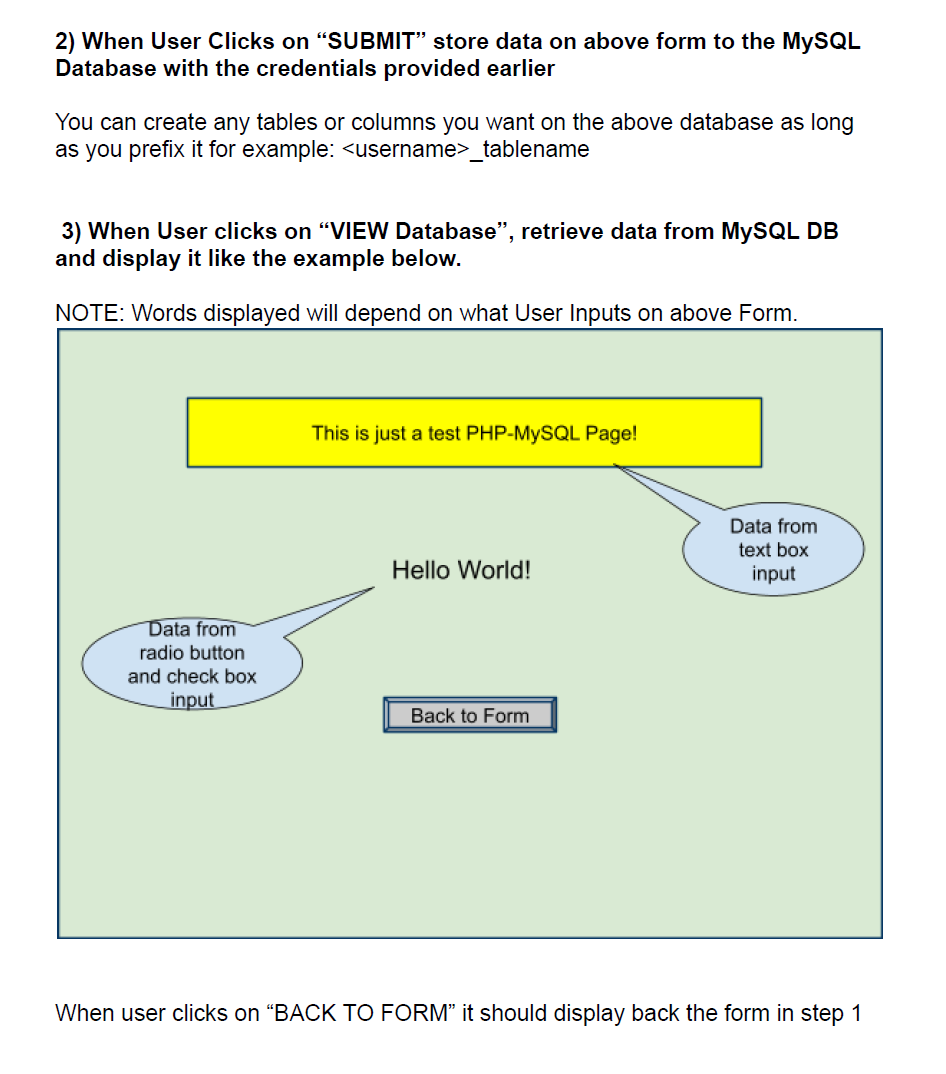 2) When User Clicks on “SUBMIT” store data on above form to the MySQL
Database with the credentials provided earlier
You can create any tables or columns you want on the above database as long
as you prefix it for example: <username>_tablename
3) When User clicks on “VIEW Database”, retrieve data from MySQL DB
and display it like the example below.
NOTE: Words displayed will depend on what User Inputs on above Form.
This is just a test PHP-MySQL Page!
Data from
text box
input
Hello World!
Data from
radio button
and check box
input
Back to Form
When user clicks on “BACK TO FORM” it should display back the form in step 1